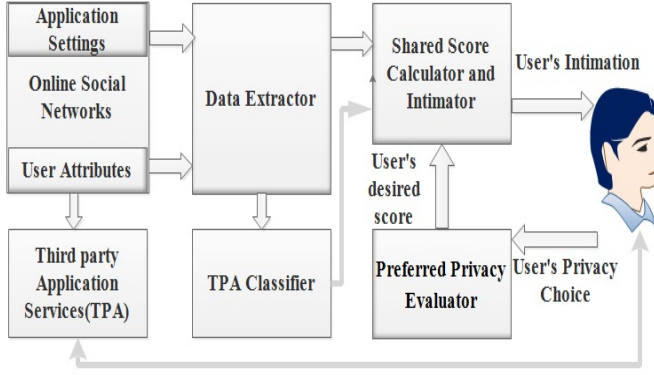 Application
Settings
Online Social
Networks
User Attributes
Data Extractor
Shared Score
Calculator and
Intimator
User's Intimation
User's
desired
score
Third party
Application
Services(TPA)
TPA Classifier
Preferred Privacy
Evaluator
User's Privacy
Choice